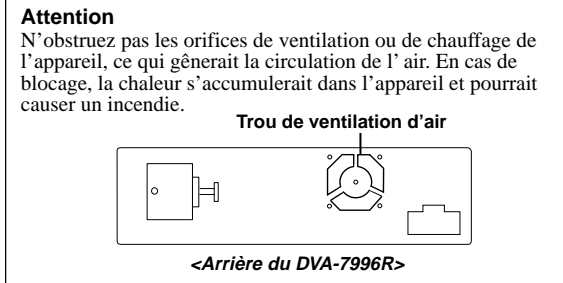 Attention
N’obstruez pas les orifices de ventilation ou de chauffage de
l’appareil, ce qui gênerait la circulation de l’ air. En cas de
blocage, la chaleur s’accumulerait dans l’appareil et pourrait
causer un incendie.
Trou de ventilation d’air
<Arrière du DVA-7996R>